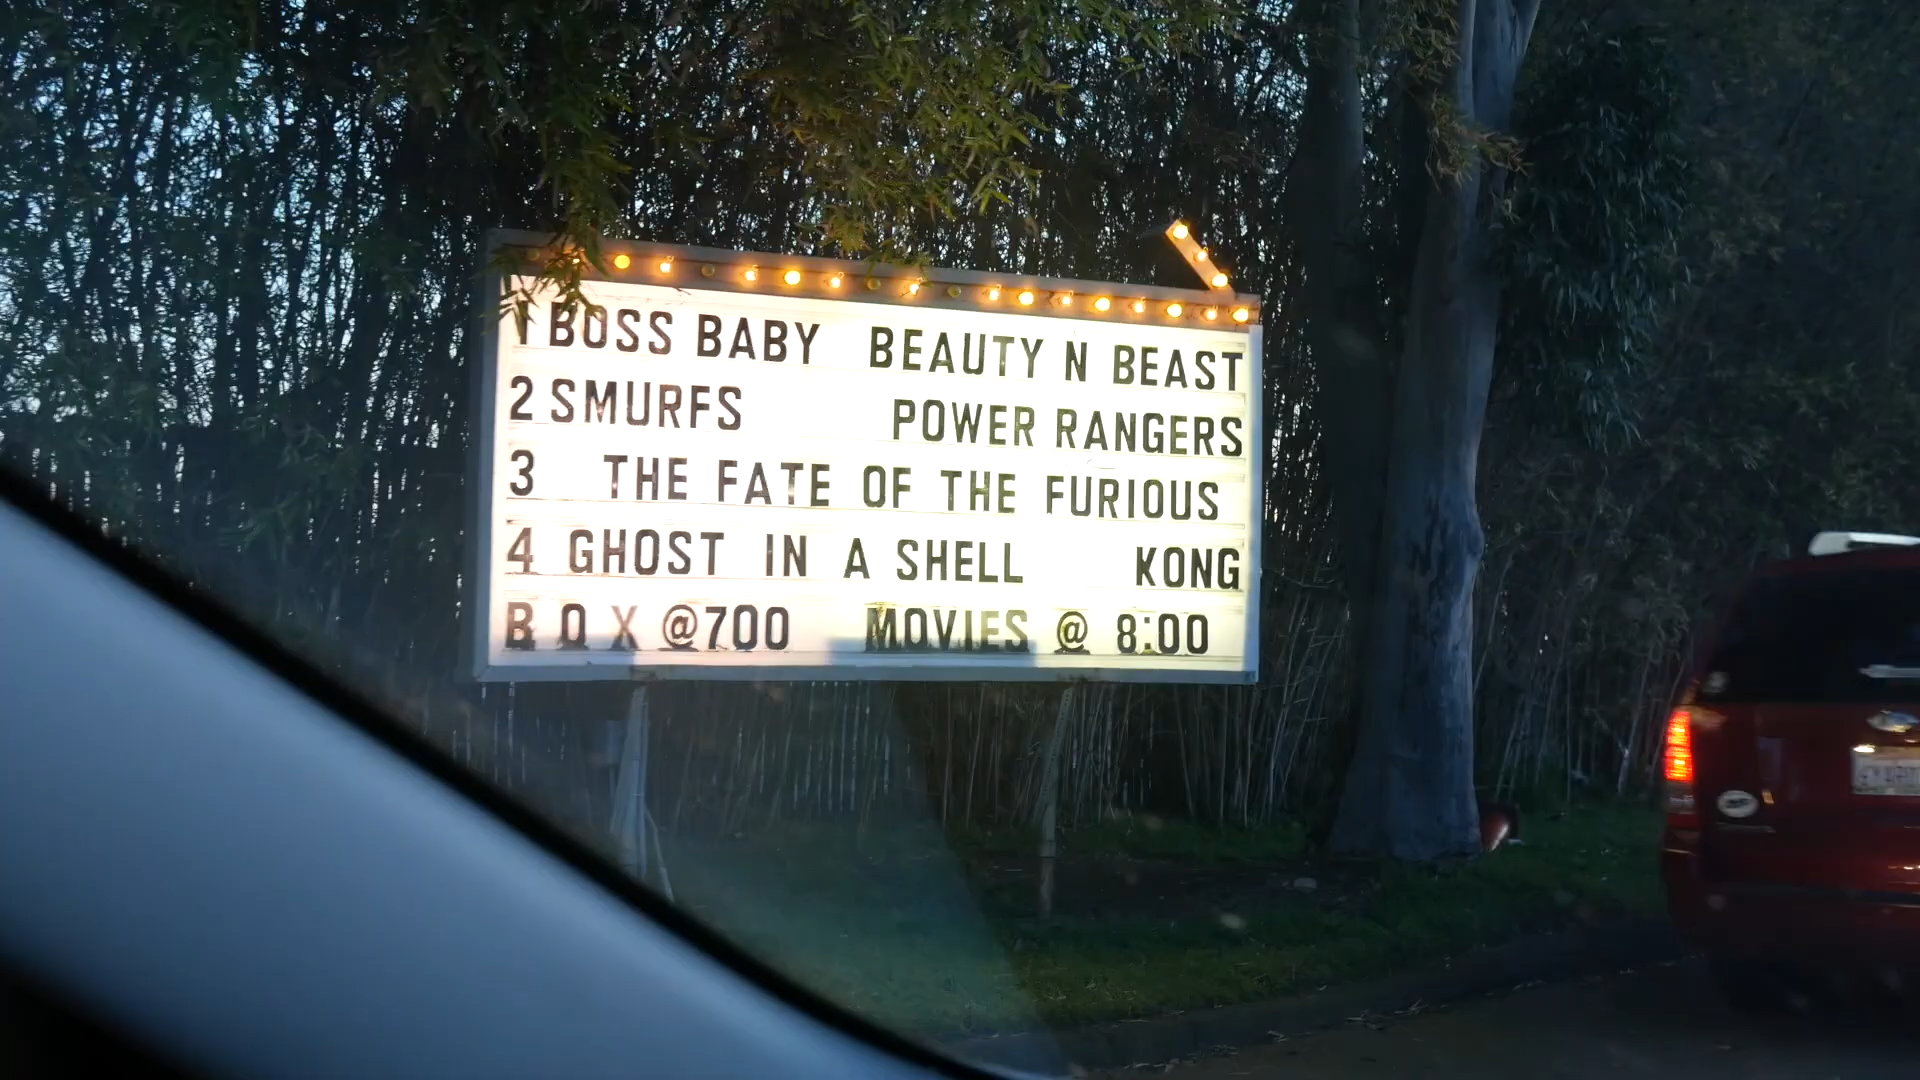 1 BOSS BABY BEAUTY N BEAST
2 SMURFS POWER RANGERS
3 THE FATE OF THE FURIOUS
4 GHOST IN A SHELL KONG
BOX @700 MOVIES @ 8:00